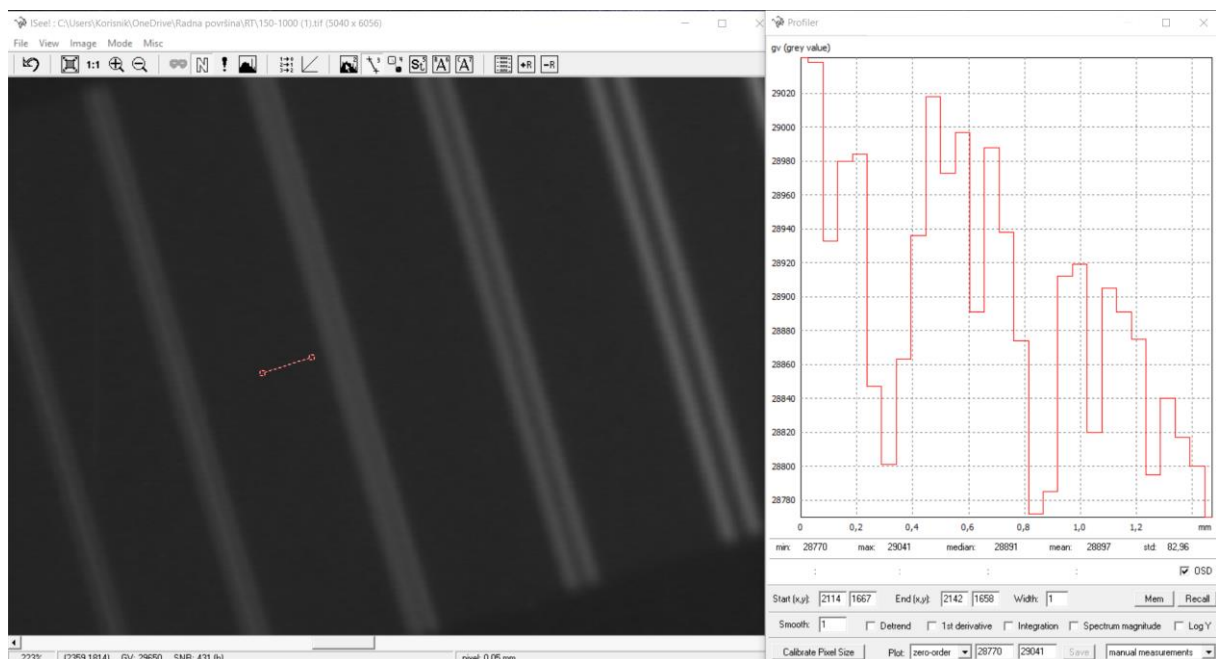 ISee! : C:\Users\Korisnik\OneDrive\Radna površina\RT\150-1000 (1).tif (5040 x 6056)
File View Image Mode Misc
1:1
223% (2359,1814) GV: 29650 SNR: 431 (h) pixel: 0.05 mm
Profiler
gv (grey value)
29020
29000
28980
28960
28940
28920
28900
28880
28860
28840
28820
28800
28780
0 0,2 0,4 0,6 0,8 1,0 1,2 mm
min: 28770 max: 29041 median: 28891 mean: 28897 std: 82,96
: : : : OSD
Start (x,y): 2114 1667 End (x,y): 2142 1658 Width: 1 Mem Recall
Smooth: 1 Detrend 1st derivative Integration Spectrum magnitude Log Y
Calibrate Pixel Size Plot: zero-order 28770 29041 Save manual measurements